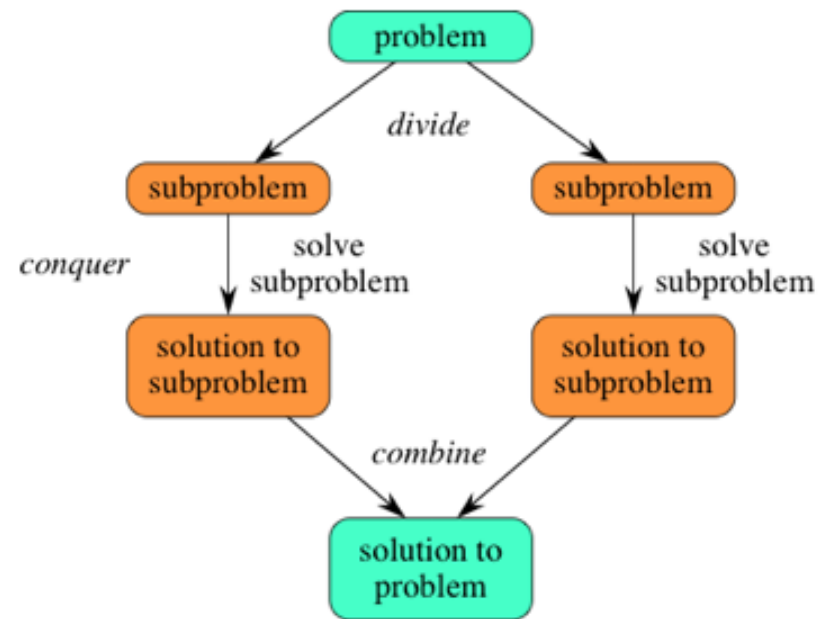 problem
divide
subproblem
subproblem
conquer
solve
subproblem
solve
subproblem
solution to
subproblem
solution to
subproblem
combine
solution to
problem